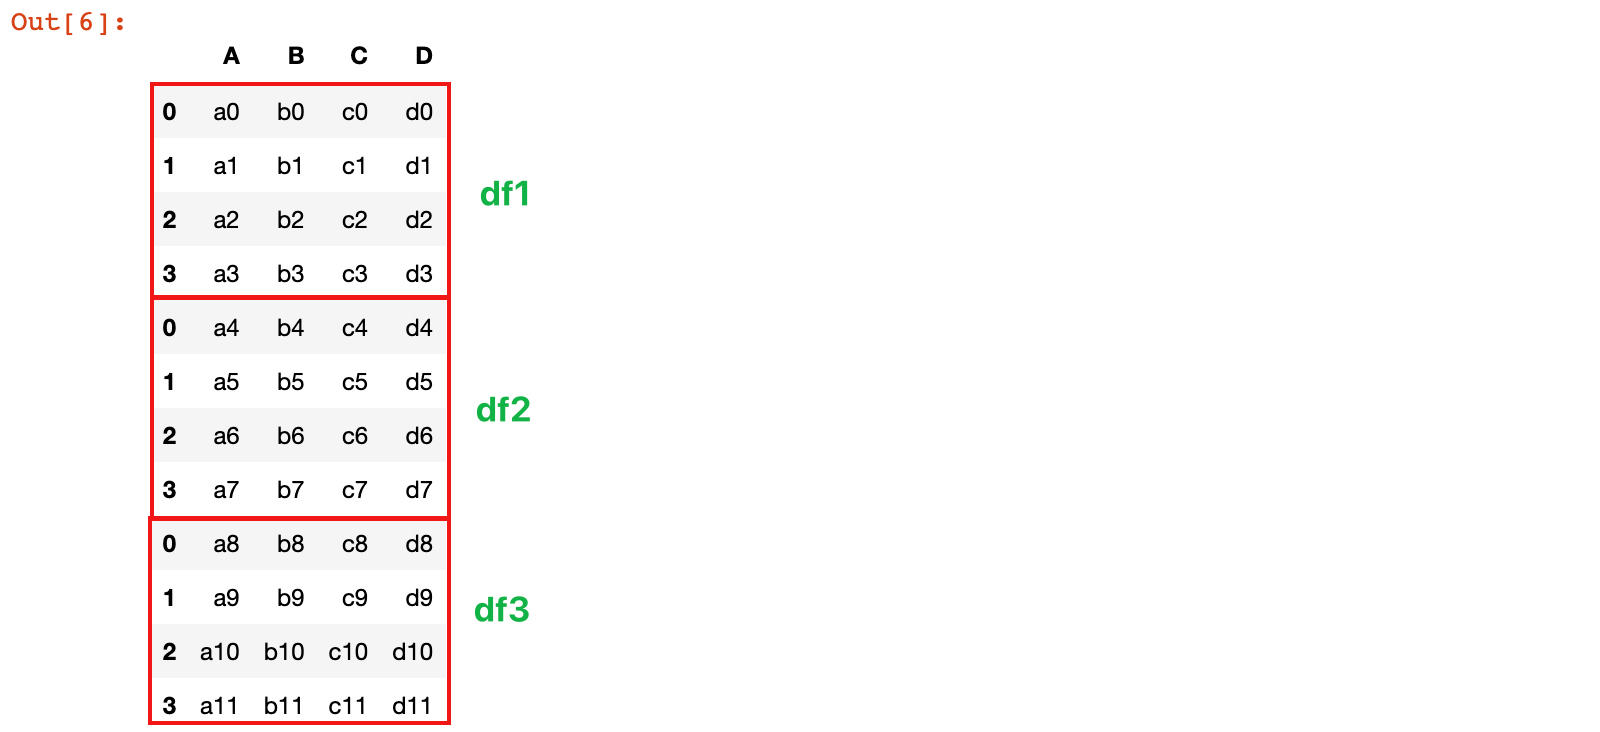 Out[6]:
A B C D
0 a0 b0 c0 d0
1 a1 b1 c1 d1
df1
2 a2 b2 c2 d2
3 a3 b3 c3 d3
0 a4 b4 c4 d4
1 a5 b5 c5 d5
df2
2 a6 b6 c6 d6
3 a7 b7 c7 d7
0 a8 b8 c8 d8
1 a9 b9 c9 d9
df3
2 a10 b10 c10 d10
3 a11 b11 c11 d11